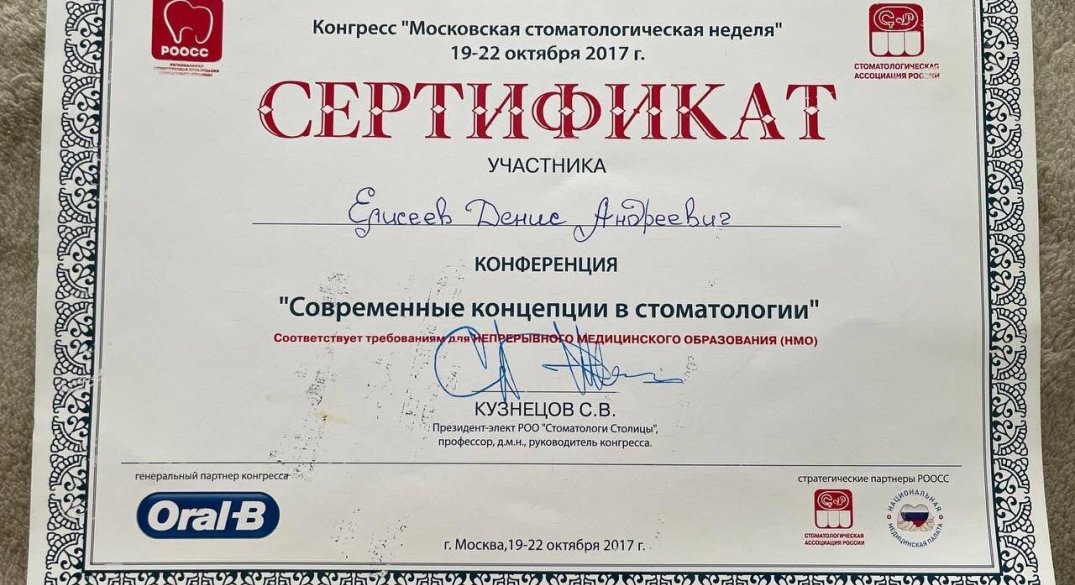 РООСС
Конгресс "Московская стоматологическая неделя"
19-22 октября 2017 г.
СТОМАТОЛОГИЧЕСКАЯ
АССОЦИАЦИЯ РОССИИ
СЕРТИФИКАТ
УЧАСТНИКА
Елисеев Денис Андреевич
КОНФЕРЕНЦИЯ
"Современные концепции в стоматологии"
Соответствует требованиям для НЕПРЕРЫВНОГО МЕДИЦИНСКОГО ОБРАЗОВАНИЯ (НМО)
КУЗНЕЦОВ С.В.
Президент-элект РОО "Стоматологи Столицы",
профессор, д.м.н., руководитель конгресса.
генеральный партнер конгресса
стратегические партнеры РООСС
Oral-B
СТОМАТОЛОГИЧЕСКАЯ
АССОЦИАЦИЯ РОССИИ
НАЦИОНАЛЬНАЯ
МЕДИЦИНСКАЯ ПАЛАТА
г. Москва,19-22 октября 2017 г.